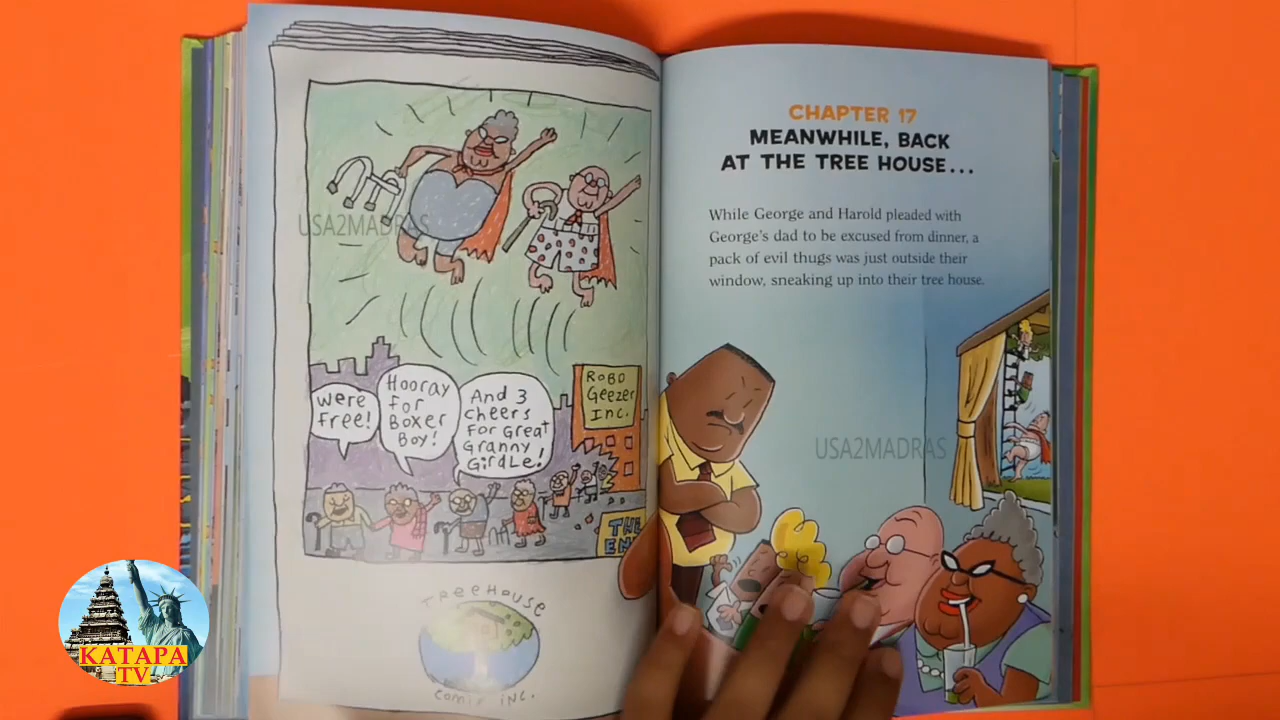 USA2MADRAS
were
free!
Hooray
for
Boxer
Boy!
And 3
cheers
for Great
Granny
Girdle!
ROBO
Geezer
Inc.
THE
EN
TREEHOUSE
comix INC.
CHAPTER 17
MEANWHILE, BACK
AT THE TREE HOUSE...
While George and Harold pleaded with
George's dad to be excused from dinner, a
pack of evil thugs was just outside their
window, sneaking up into their tree house.
USA2MADRAS
KATAPA
TV